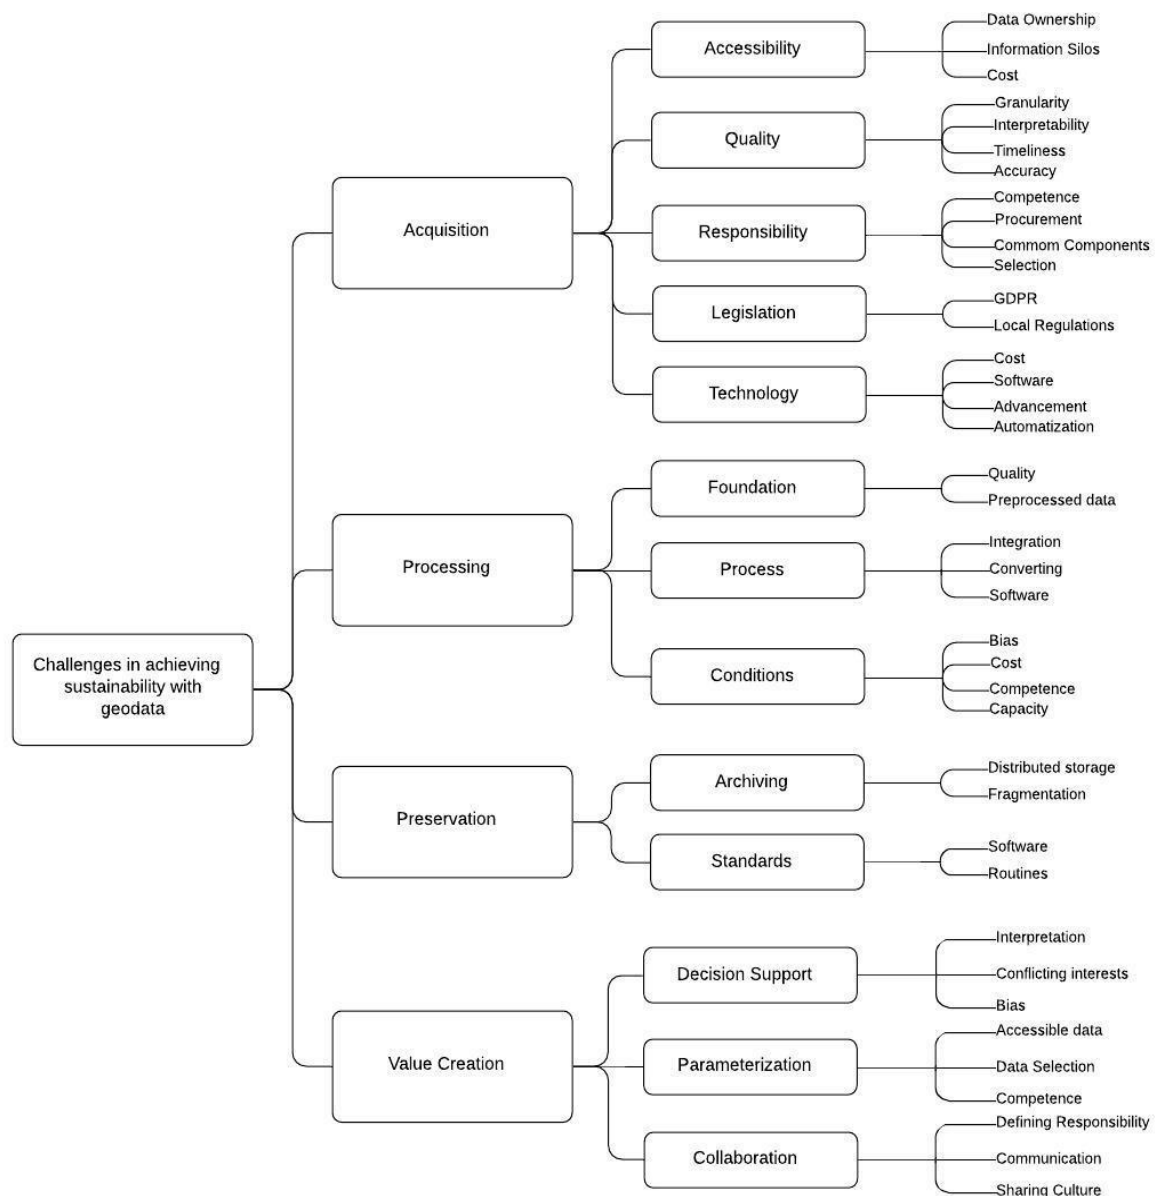 Challenges in achieving
sustainability with
geodata
Acquisition
Accessibility
Data Ownership
Information Silos
Cost
Quality
Granularity
Interpretability
Timeliness
Accuracy
Responsibility
Competence
Procurement
Commom Components
Selection
Legislation
GDPR
Local Regulations
Technology
Cost
Software
Advancement
Automatization
Processing
Foundation
Quality
Preprocessed data
Process
Integration
Converting
Software
Conditions
Bias
Cost
Competence
Capacity
Preservation
Archiving
Distributed storage
Fragmentation
Standards
Software
Routines
Value Creation
Decision Support
Interpretation
Conflicting interests
Bias
Parameterization
Accessible data
Data Selection
Competence
Collaboration
Defining Responsibility
Communication
Sharing Culture